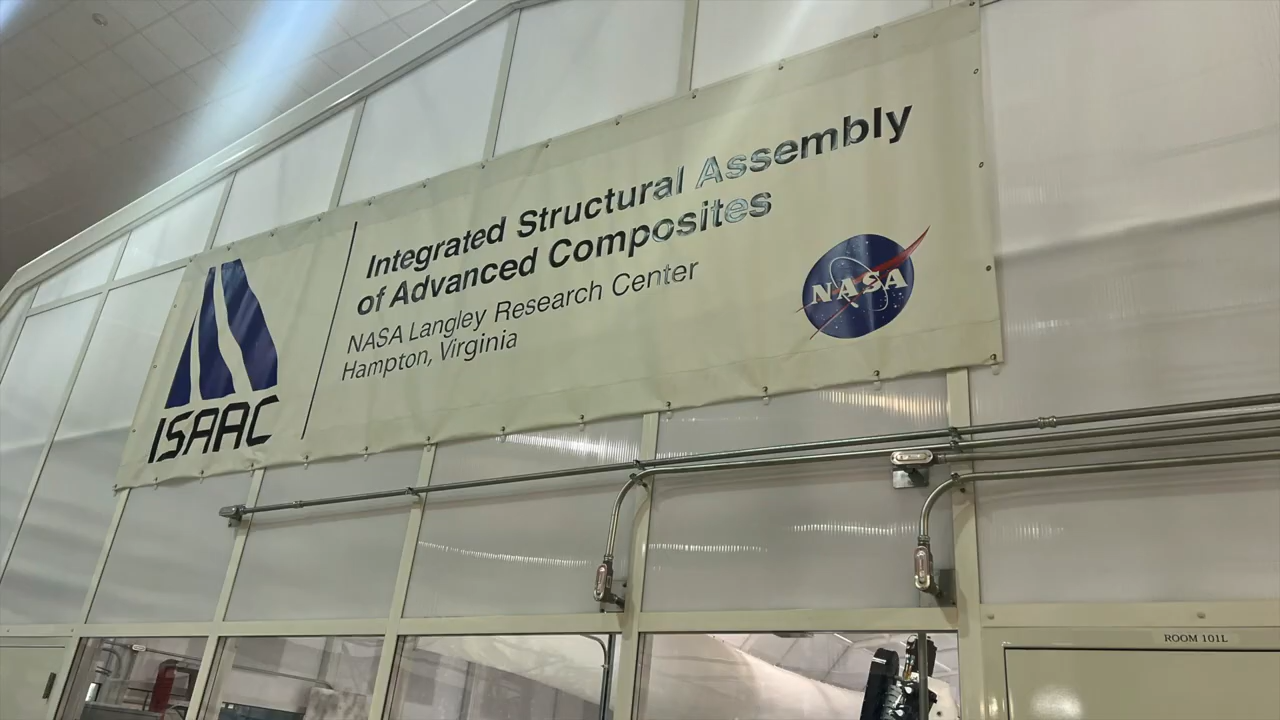 ISAAC
Integrated Structural Assembly
of Advanced Composites
NASA Langley Research Center
Hampton, Virginia
NASA
ROOM 101L